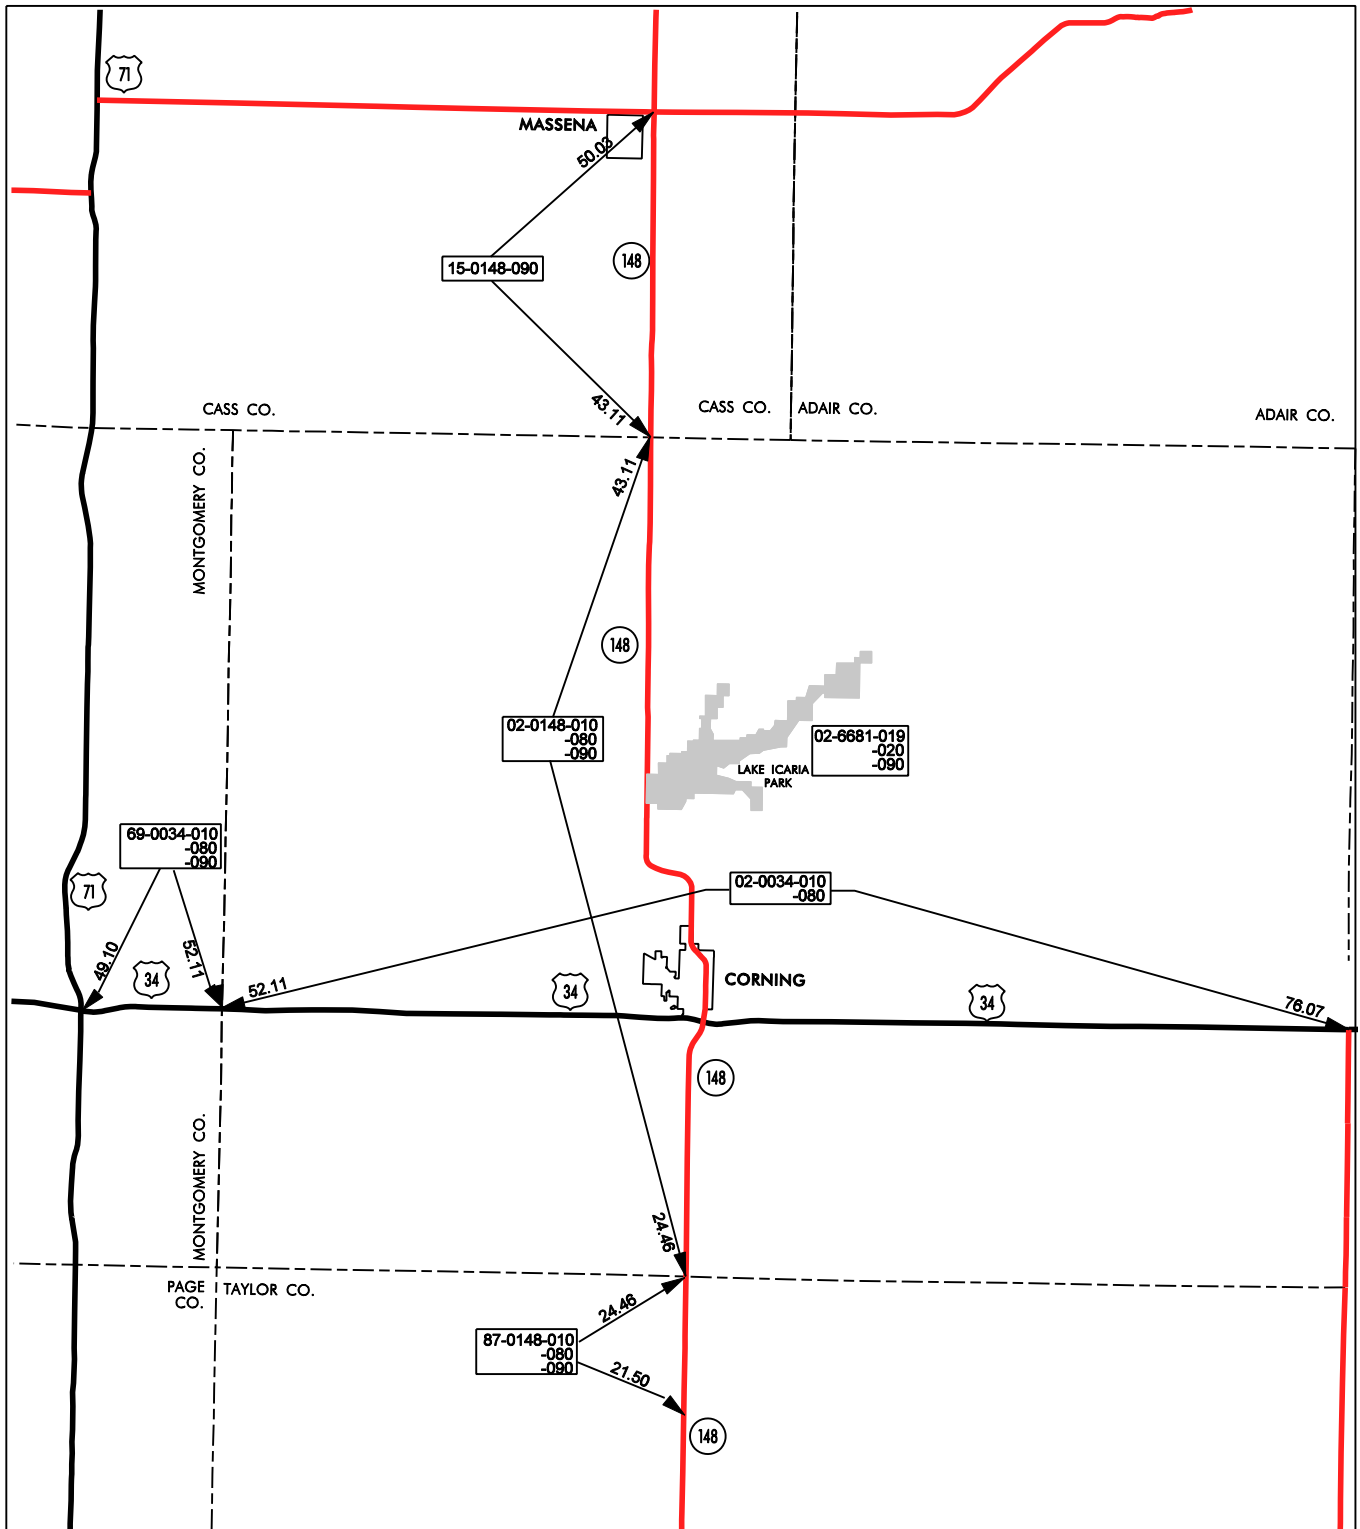 71
MASSENA
50.03
148
15-0148-090
43.11
CASS CO.
CASS CO.
ADAIR CO.
ADAIR CO.
MONTGOMERY CO.
43.11
148
02-0148-010
-080
-090
02-6681-019
-020
-090
LAKE ICARIA
PARK
69-0034-010
-080
-090
71
02-0034-010
-080
49.10
52.11
34
52.11
34
CORNING
34
76.07
148
MONTGOMERY CO.
24.46
PAGE
CO.
TAYLOR CO.
24.46
87-0148-010
-080
-090
21.50
148